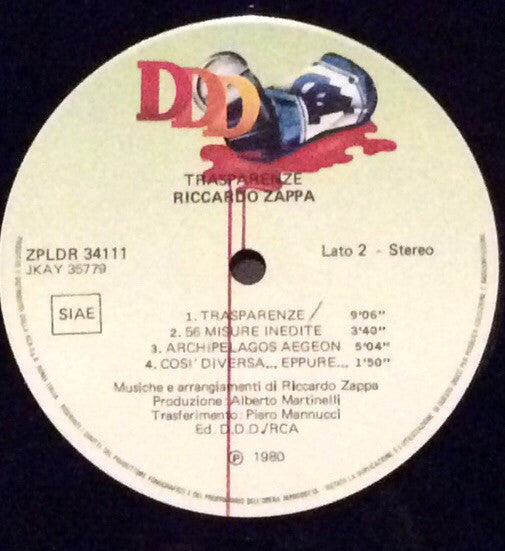 DDD
TRASPARENZE
RICCARDO ZAPPA
ZPLDR 34111
JKAY 35779
Lato 2 - Stereo
SIAE
1. TRASPARENZE / 9'06"
2. 56 MISURE INEDITE 3'40"
3. ARCHIPELAGOS AEGEON 5'04"
4. COSI' DIVERSA... EPPURE... 1'50"
Musiche e arrangiamenti di Riccardo Zappa
Produzione: Alberto Martinelli
Trasferimento: Piero Mannucci
Ed. D.D.D./RCA
Ⓟ 1980